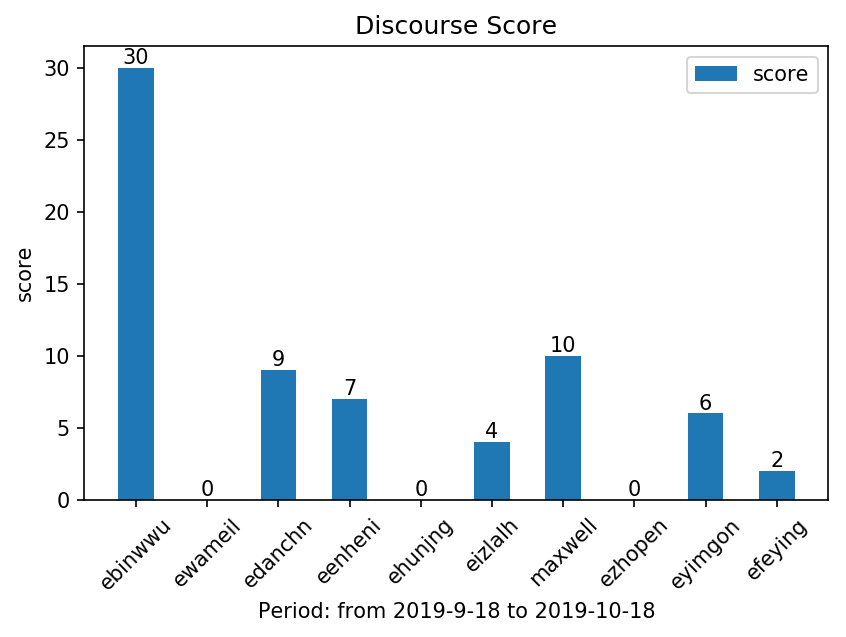 Discourse Score
score
30
25
20
15
10
5
0
score
30
0
9
7
0
4
10
0
6
2
ebinwwu
ewameil
edanchn
eenheni
ehunjng
eizlalh
maxwell
ezhopen
eyimgon
efeying
Period: from 2019-9-18 to 2019-10-18